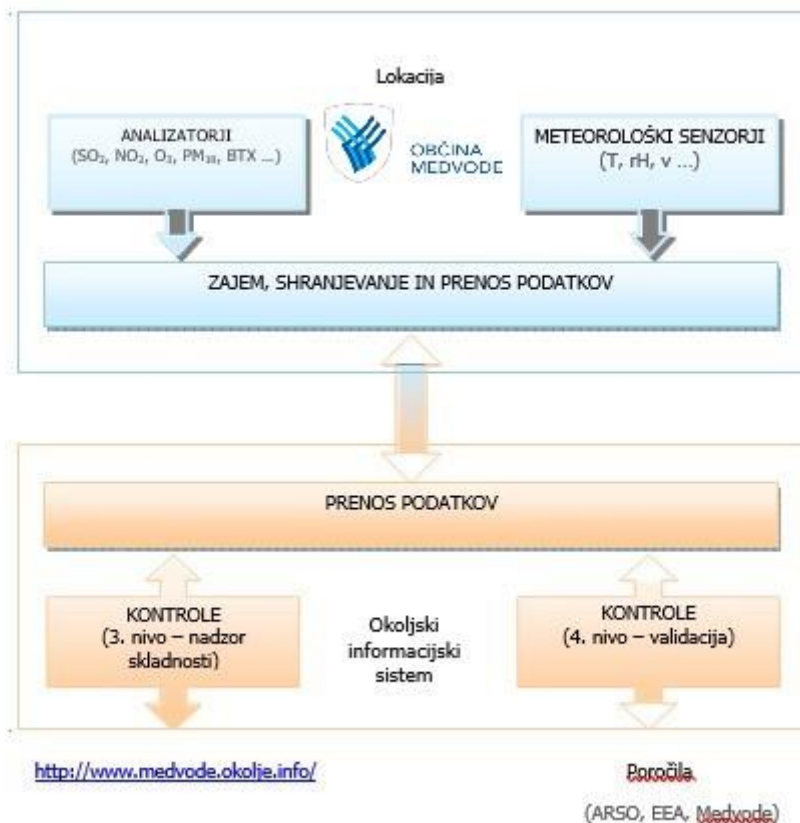 Lokacija
ANALIZATORJI
(SO₂, NO₂, O₃, PM₁₀, BTX ...)
OBČINA
MEDVODE
METEOROLOŠKI SENZORJI
(T, rH, v ...)
ZAJEM, SHRANJEVANJE IN PRENOS PODATKOV
PRENOS PODATKOV
KONTROLE
(3. nivo – nadzor
skladnosti)
Okoljski
informacijski
sistem
KONTROLE
(4. nivo – validacija)
http://www.medvode.okolje.info/
Poročila
(ARSO, EEA, Medvode)